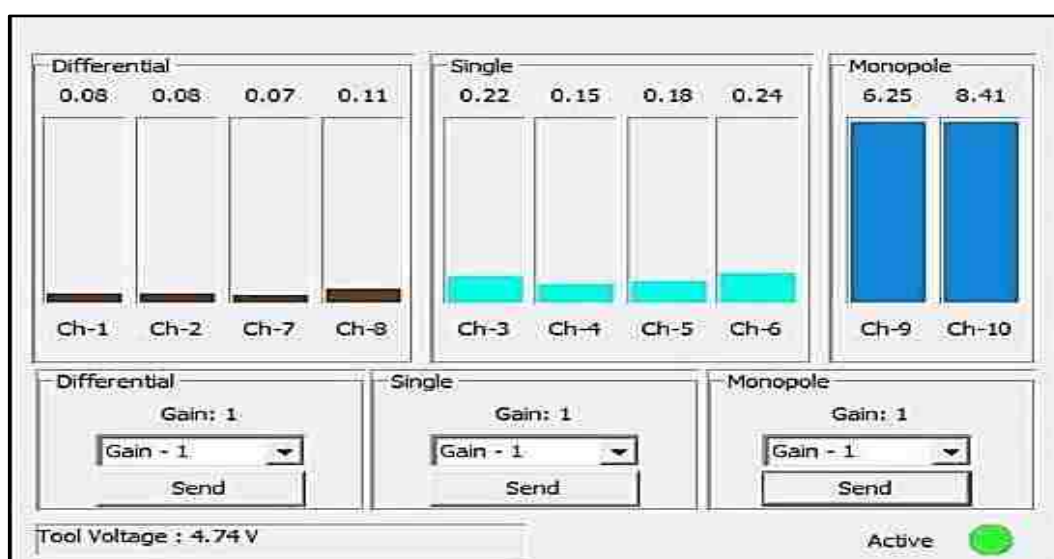 Differential Single Monopole
0.08 0.08 0.07 0.11 0.22 0.15 0.18 0.24 6.25 8.41
Ch-1 Ch-2 Ch-7 Ch-8 Ch-3 Ch-4 Ch-5 Ch-6 Ch-9 Ch-10
Differential Single Monopole
Gain: 1 Gain: 1 Gain: 1
Gain - 1 Gain - 1 Gain - 1
Send Send Send
Tool Voltage : 4.74 V Active